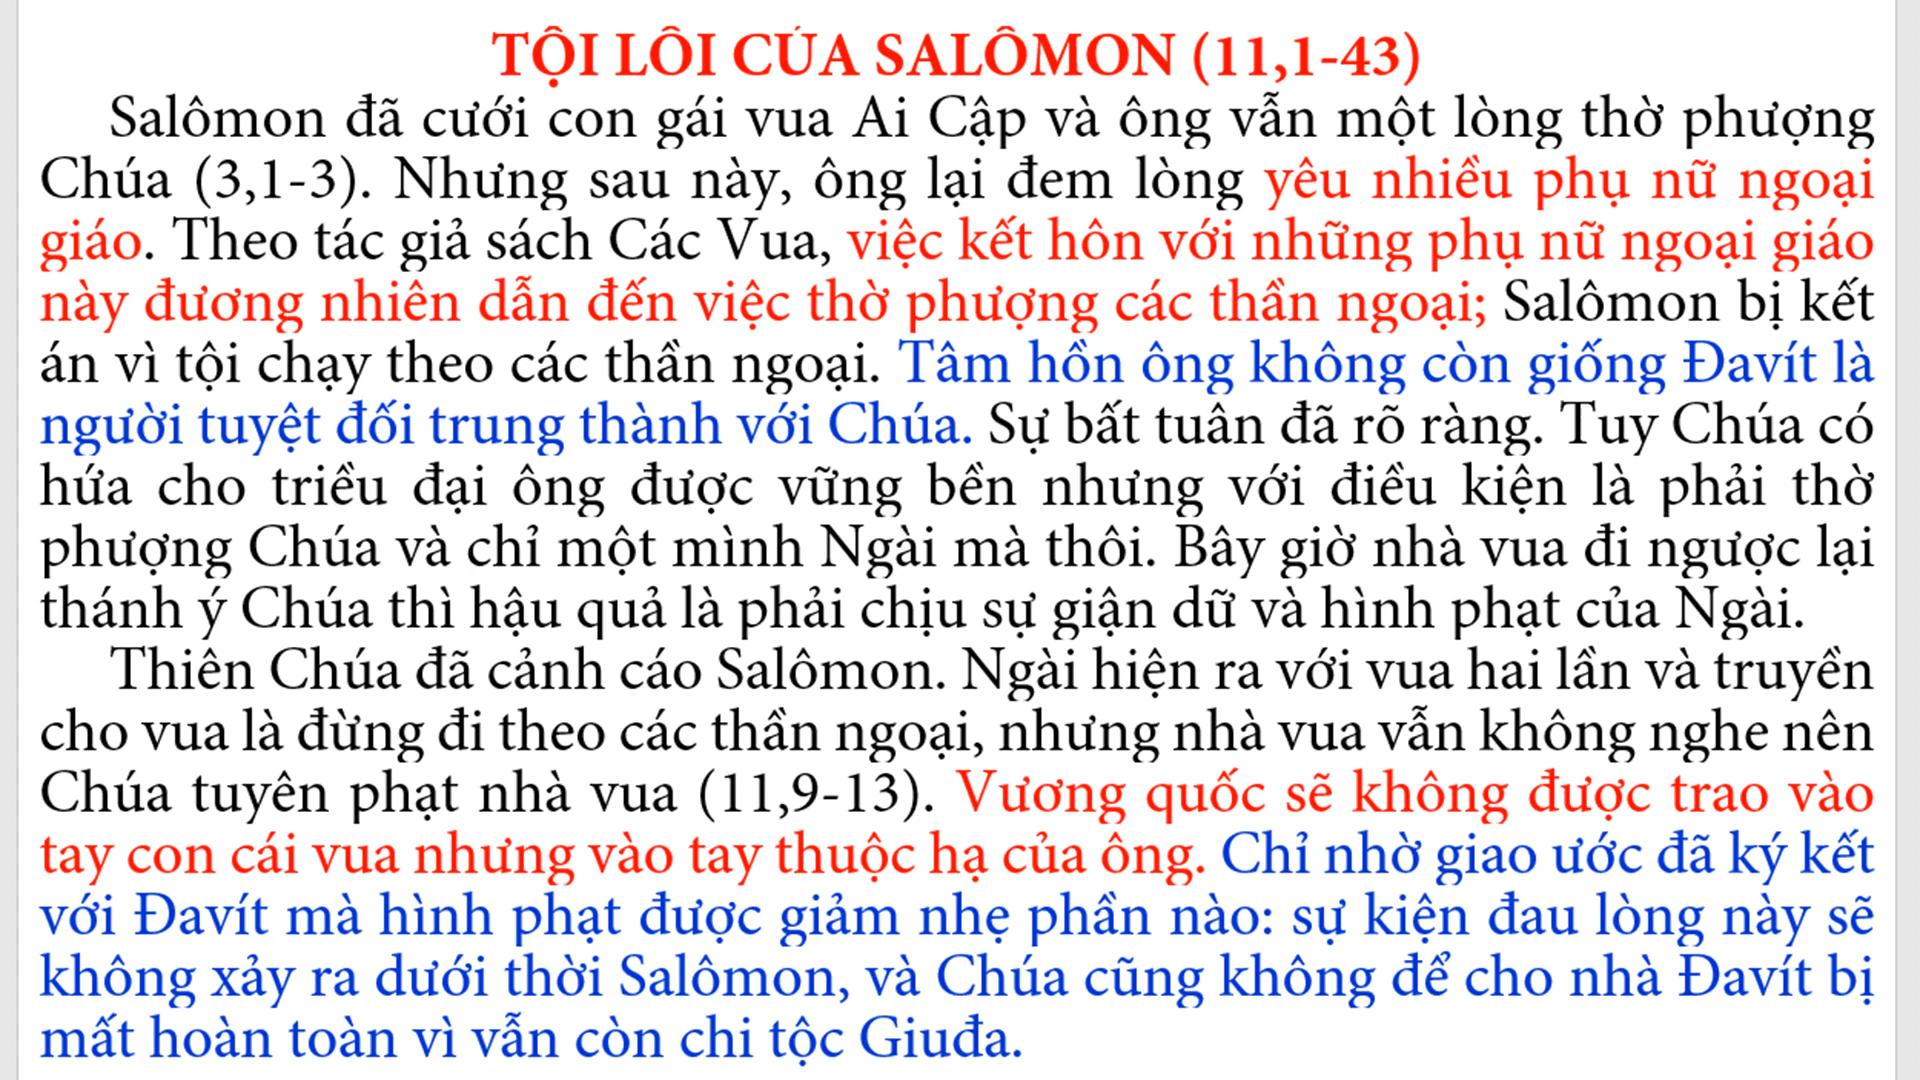 TỘI LỖI CỦA SALÔMON (11,1-43)
Salômon đã cưới con gái vua Ai Cập và ông vẫn một lòng thờ phượng
Chúa (3,1-3). Nhưng sau này, ông lại đem lòng yêu nhiều phụ nữ ngoại
giáo. Theo tác giả sách Các Vua, việc kết hôn với những phụ nữ ngoại giáo
này đương nhiên dẫn đến việc thờ phượng các thần ngoại; Salômon bị kết
án vì tội chạy theo các thần ngoại. Tâm hồn ông không còn giống Đavít là
người tuyệt đối trung thành với Chúa. Sự bất tuân đã rõ ràng. Tuy Chúa có
hứa cho triều đại ông được vững bền nhưng với điều kiện là phải thờ
phượng Chúa và chỉ một mình Ngài mà thôi. Bây giờ nhà vua đi ngược lại
thánh ý Chúa thì hậu quả là phải chịu sự giận dữ và hình phạt của Ngài.
Thiên Chúa đã cảnh cáo Salômon. Ngài hiện ra với vua hai lần và truyền
cho vua là đừng đi theo các thần ngoại, nhưng nhà vua vẫn không nghe nên
Chúa tuyên phạt nhà vua (11,9-13). Vương quốc sẽ không được trao vào
tay con cái vua nhưng vào tay thuộc hạ của ông. Chỉ nhờ giao ước đã ký kết
với Đavít mà hình phạt được giảm nhẹ phần nào: sự kiện đau lòng này sẽ
không xảy ra dưới thời Salômon, và Chúa cũng không để cho nhà Đavít bị
mất hoàn toàn vì vẫn còn chi tộc Giuđa.